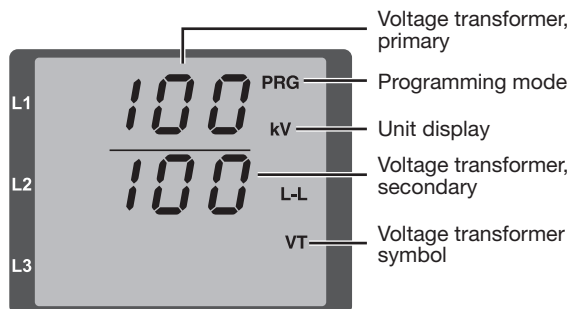 Voltage transformer,
primary
100 PRG
Programming mode
L1
kV
Unit display
100
Voltage transformer,
secondary
L2
L-L
VT
Voltage transformer
symbol
L3